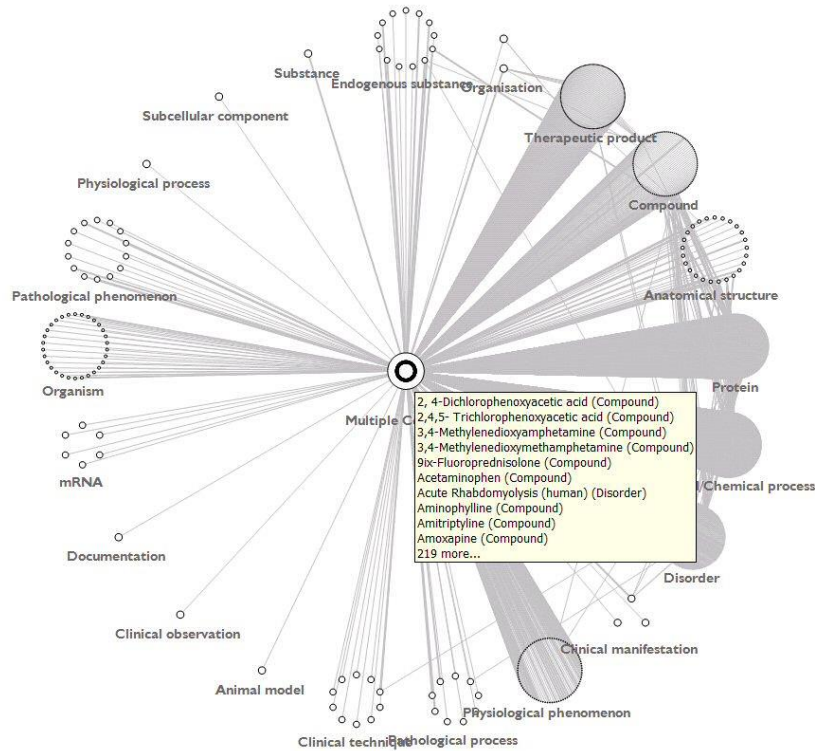 Substance
Endogenous substance
Organisation
Subcellular component
Therapeutic product
Physiological process
Compound
Pathological phenomenon
Anatomical structure
Organism
Protein
Multiple
2, 4-Dichlorophenoxyacetic acid (Compound)
2,4,5- Trichlorophenoxyacetic acid (Compound)
3,4-Methylenedioxyamphetamine (Compound)
3,4-Methylenedioxymethamphetamine (Compound)
9ix-Fluoroprednisolone (Compound)
Acetaminophen (Compound)
Acute Rhabdomyolysis (human) (Disorder)
Aminophylline (Compound)
Amitriptyline (Compound)
Amoxapine (Compound)
219 more...
mRNA
/Chemical process
Documentation
Disorder
Clinical observation
Clinical manifestation
Animal model
Physiological phenomenon
Clinical technique
Pathological process